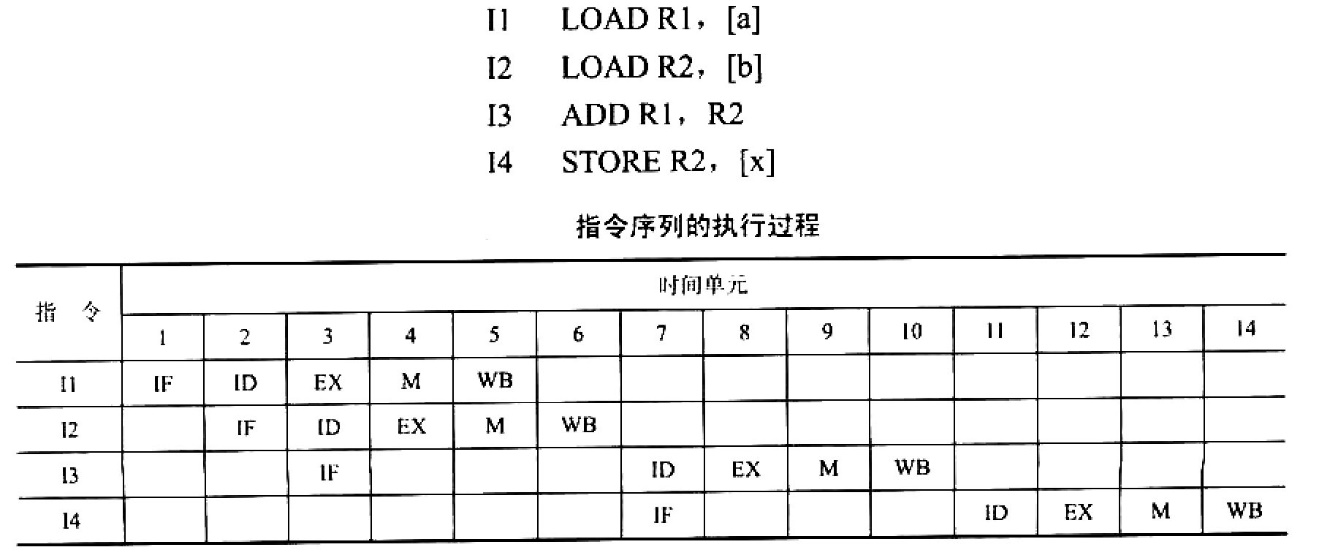 I1 LOAD R1，[a]
I2 LOAD R2，[b]
I3 ADD R1，R2
I4 STORE R2，[x]
指令序列的执行过程
指 令 时间单元
1 2 3 4 5 6 7 8 9 10 11 12 13 14
I1 IF ID EX M WB
I2 IF ID EX M WB
I3 IF ID EX M WB
I4 IF ID EX M WB